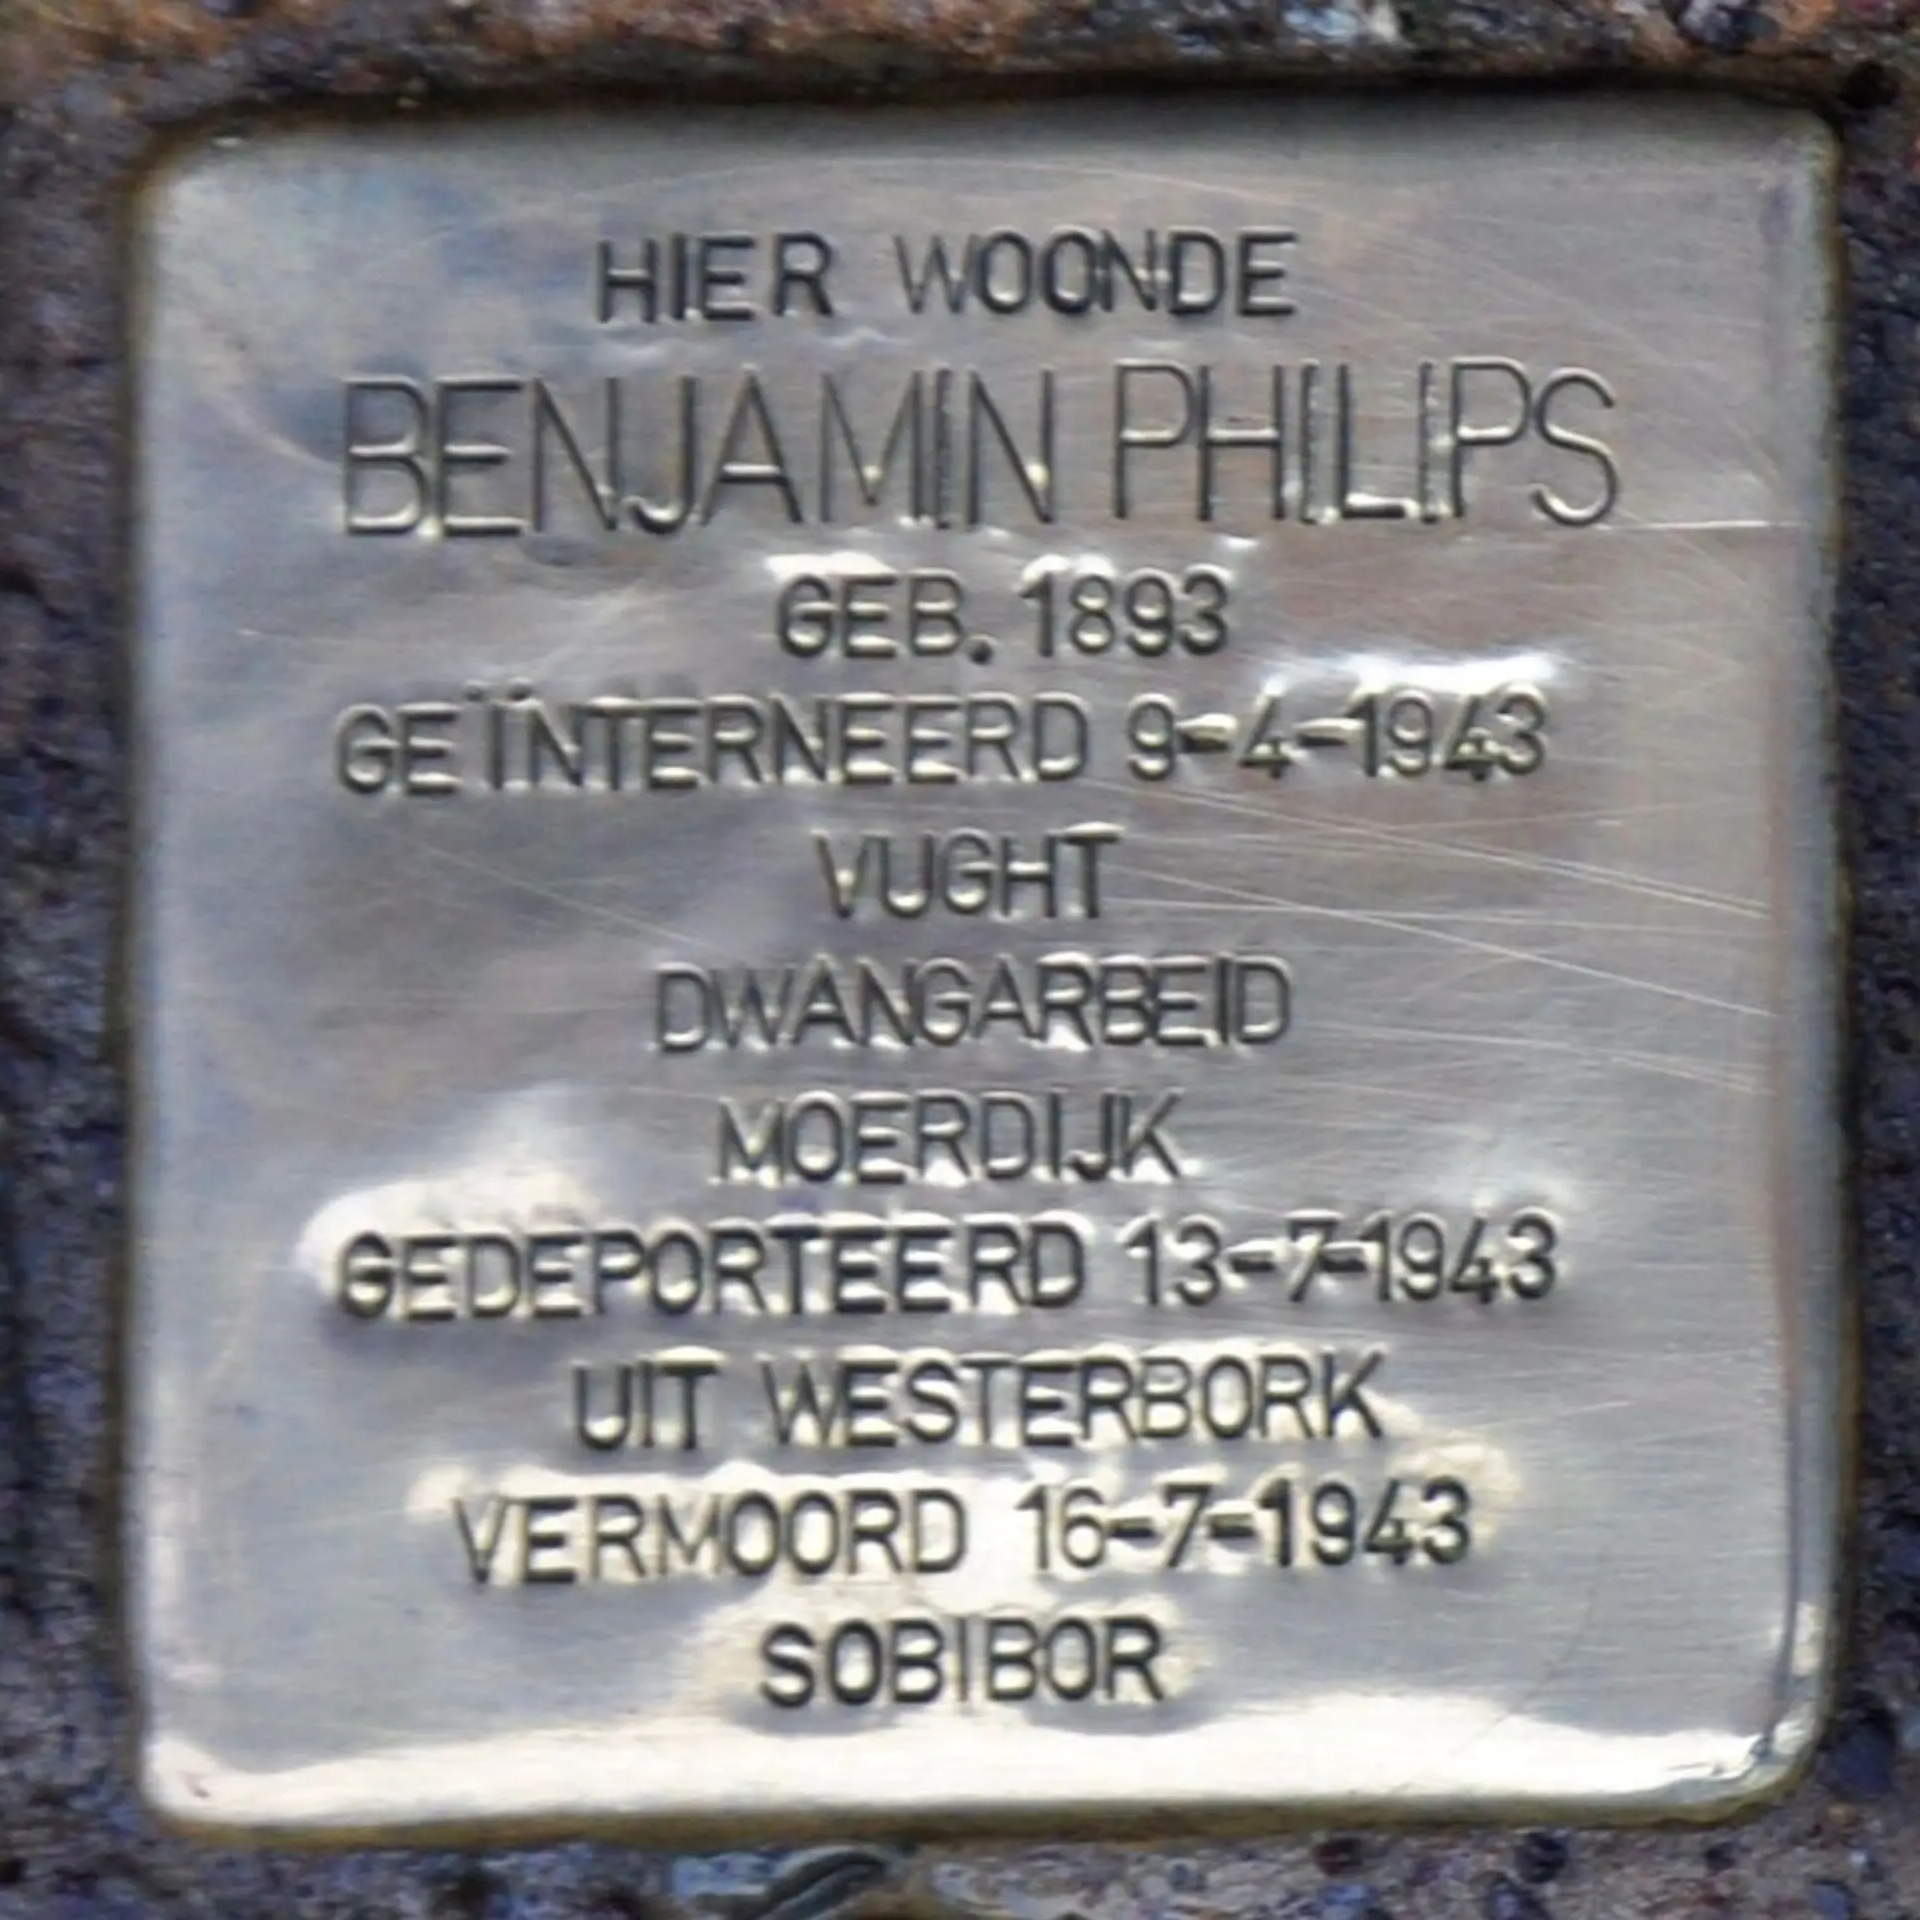 HIER WOONDE
BENJAMIN PHILIPS
GEB. 1893
GEÏNTERNEERD 9-4-1943
VUGHT
DWANGARBEID
MOERDIJK
GEDEPORTEERD 13-7-1943
UIT WESTERBORK
VERMOORD 16-7-1943
SOBIBOR